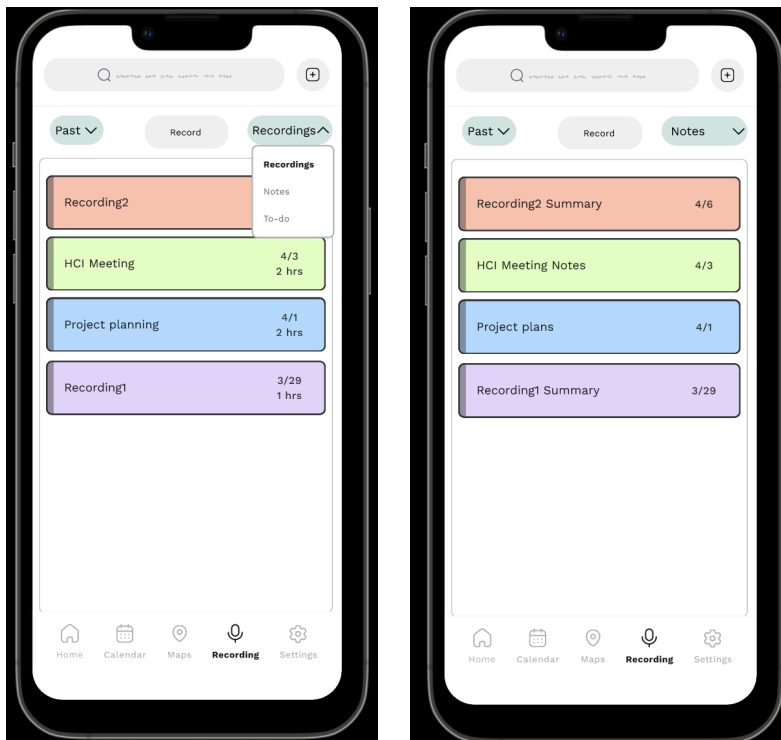 Past
Record
Recordings
Recordings
Notes
To-do
Recording2
HCI Meeting
4/3
2 hrs
Project planning
4/1
2 hrs
Recording1
3/29
1 hrs
Home
Calendar
Maps
Recording
Settings
Past
Record
Notes
Recording2 Summary
4/6
HCI Meeting Notes
4/3
Project plans
4/1
Recording1 Summary
3/29
Home
Calendar
Maps
Recording
Settings